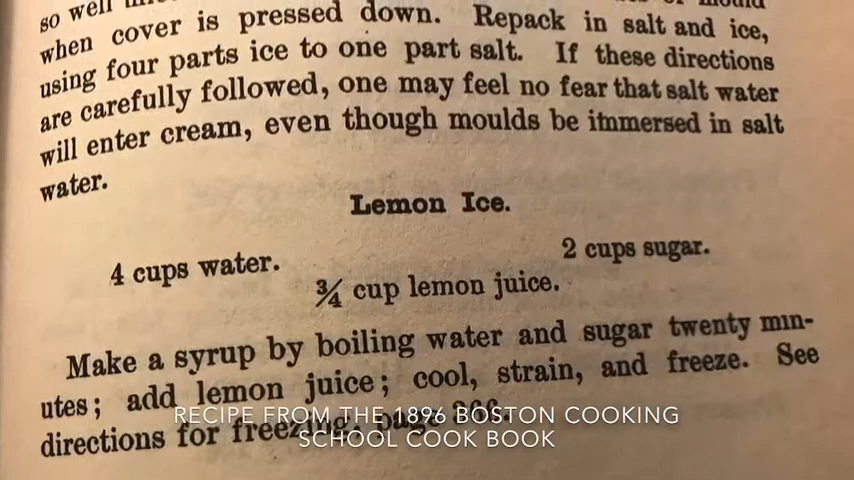 so well
when cover is pressed down. Repack in salt and ice,
using four parts ice to one part salt. If these directions
are carefully followed, one may feel no fear that salt water
will enter cream, even though moulds be immersed in salt
water.
Lemon Ice.
4 cups water. 2 cups sugar.
¾ cup lemon juice.
Make a syrup by boiling water and sugar twenty min-
utes; add lemon juice; cool, strain, and freeze. See
directions for freezing, page 366.
RECIPE FROM THE 1896 BOSTON COOKING
SCHOOL COOK BOOK